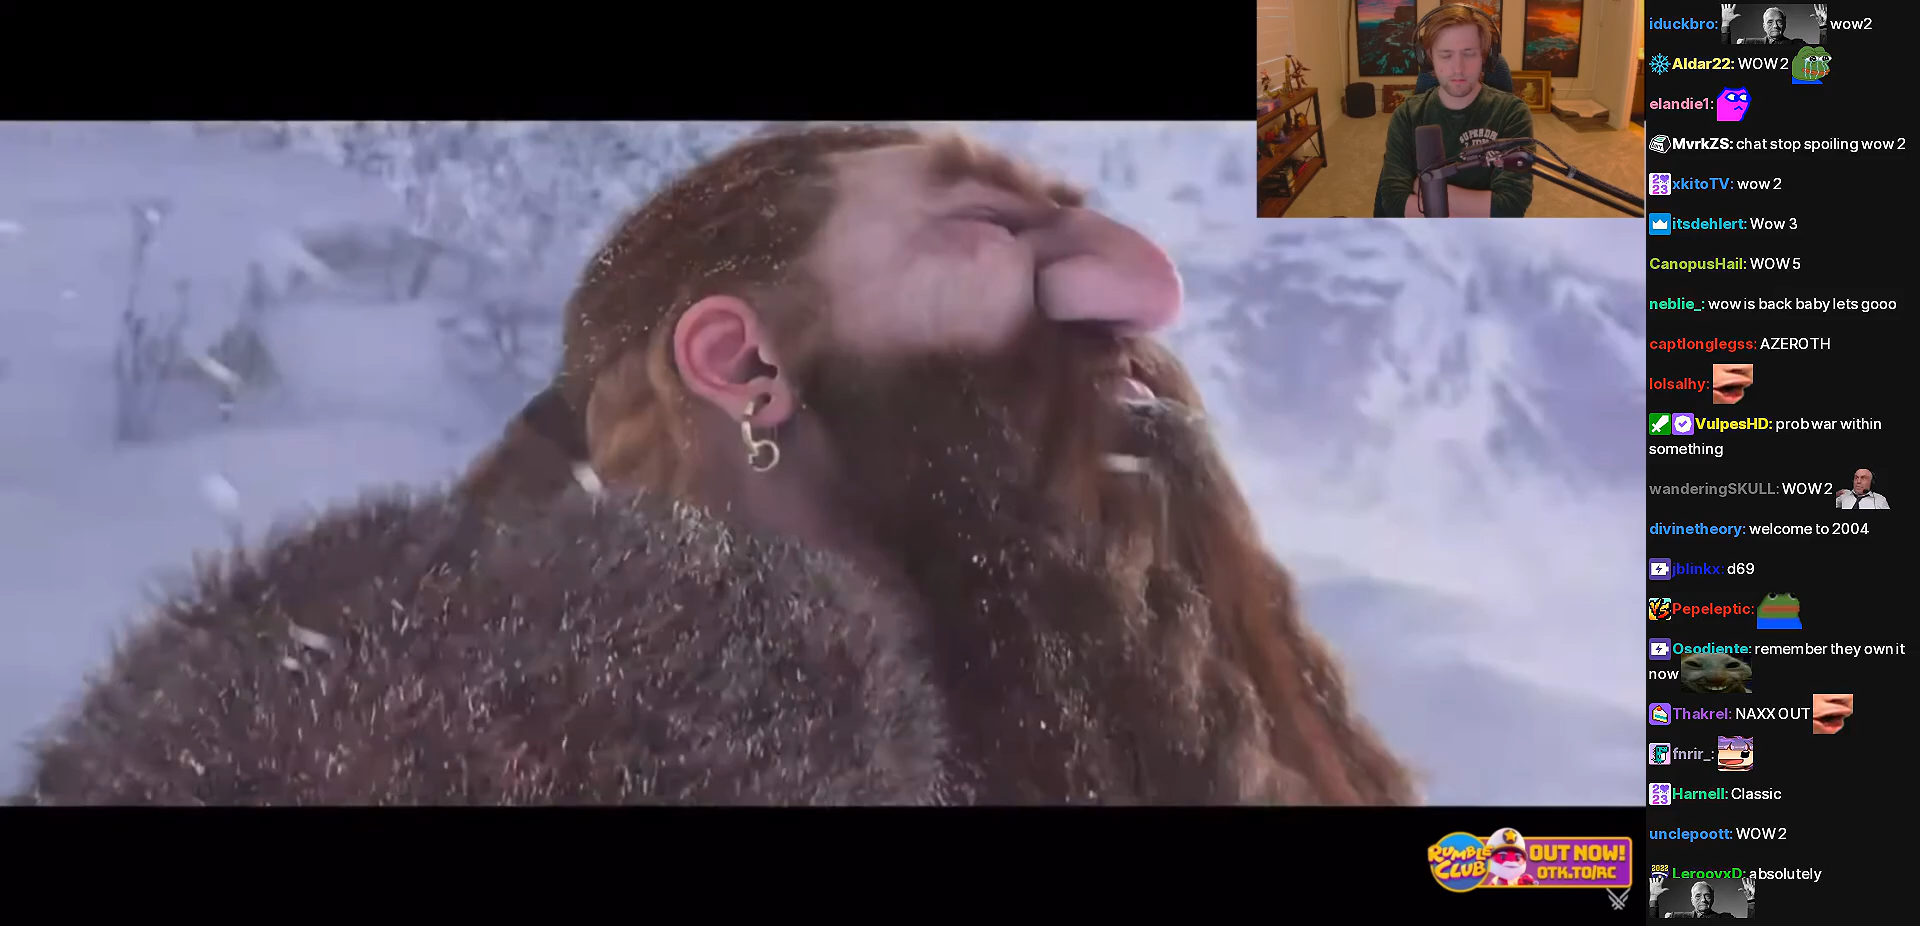 SUPERDRY
iduckbro: wow2
Aldar22: WOW 2
elandie1:
MvrkZS: chat stop spoiling wow 2
xkitoTV: wow 2
itsdehlert: Wow 3
CanopusHail: WOW 5
neblie_: wow is back baby lets gooo
captlonglegss: AZEROTH
lolsalhy:
VulpesHD: prob war within
something
wanderingSKULL: WOW 2
divinetheory: welcome to 2004
jblinkx: d69
Pepeleptic:
Osodiente: remember they own it
now
Thakrel: NAXX OUT
fnrir_:
Harnell: Classic
unclepoott: WOW 2
LeroovxD: absolutely
RUMBLE
CLUB
OUT NOW!
OTK.TO/RC